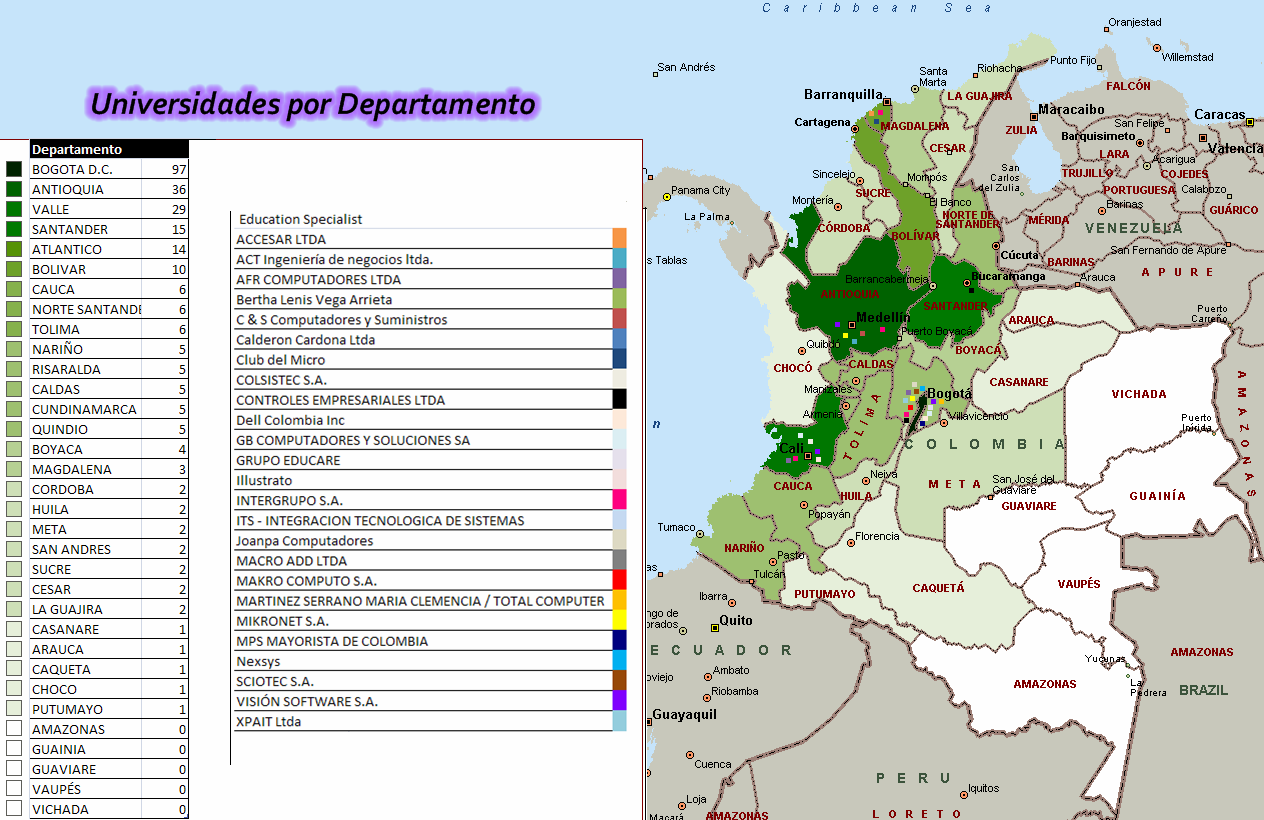 Universidades por Departamento
Departamento
BOGOTA D.C. 97
ANTIOQUIA 36
VALLE 29
SANTANDER 15
ATLANTICO 14
BOLIVAR 10
CAUCA 6
NORTE SANTANDE 6
TOLIMA 6
NARIÑO 5
RISARALDA 5
CALDAS 5
CUNDINAMARCA 5
QUINDIO 5
BOYACA 4
MAGDALENA 3
CORDOBA 2
HUILA 2
META 2
SAN ANDRES 2
SUCRE 2
CESAR 2
LA GUAJIRA 2
CASANARE 1
ARAUCA 1
CAQUETA 1
CHOCO 1
PUTUMAYO 1
AMAZONAS 0
GUAINIA 0
GUAVIARE 0
VAUPÉS 0
VICHADA 0
Education Specialist
ACCESAR LTDA
ACT Ingeniería de negocios ltda.
AFR COMPUTADORES LTDA
Bertha Lenis Vega Arrieta
C & S Computadores y Suministros
Calderon Cardona Ltda
Club del Micro
COLSISTEC S.A.
CONTROLES EMPRESARIALES LTDA
Dell Colombia Inc
GB COMPUTADORES Y SOLUCIONES SA
GRUPO EDUCARE
Illustrato
INTERGRUPO S.A.
ITS - INTEGRACION TECNOLOGICA DE SISTEMAS
Joanpa Computadores
MACRO ADD LTDA
MAKRO COMPUTO S.A.
MARTINEZ SERRANO MARIA CLEMENCIA / TOTAL COMPUTER
MIKRONET S.A.
MPS MAYORISTA DE COLOMBIA
Nexsys
SCIOTEC S.A.
VISIÓN SOFTWARE S.A.
XPAIT Ltda
Caribbean Sea
Oranjestad
Willemstad
San Andrés
Santa
Marta
Riohacha
Punto Fijo
FALCÓN
Barranquilla
LA GUAJIRA
Maracaibo
Caracas
Cartagena
MAGDALENA
ZULIA
San Felipe
Barquisimeto
Valencia
CESAR
LARA
Acarigua
San
Carlos
del Zulia
TRUJILLO
COJEDES
Sincelejo
Mompós
PORTUGUESA
Calabozo
Panama City
Montería
SUCRE
El Banco
Barinas
GUÁRICO
La Palma
CÓRDOBA
BOLÍVAR
NORTE DE
SANTANDER
MÉRIDA
VENEZUELA
s Tablas
Cúcuta
San Fernando de Apure
BARINAS
APURE
Barrancabermeja
Bucaramanga
Arauca
ANTIOQUIA
SANTANDER
Puerto
Carreño
Medellín
ARAUCA
Puerto Boyacá
Quibdó
BOYACÁ
CHOCÓ
CALDAS
CASANARE
VICHADA
AMAZONAS
Manizales
Bogotá
Armenia
Villavicencio
Puerto
Inírida
n
TOLIMA
COLOMBIA
Cali
Neiva
CAUCA
META
San José del
Guaviare
HUILA
GUAINÍA
GUAVIARE
Popayán
Tumaco
Florencia
NARIÑO
Pasto
as
Tulcán
CAQUETÁ
VAUPÉS
PUTUMAYO
Ibarra
ngo de
Quito
ECUADOR
Yucunas
AMAZONAS
Ambato
oviejo
AMAZONAS
La
Pedrera
BRAZIL
Riobamba
Guayaquil
Cuenca
PERU
Iquitos
Loja
LORETO
Macará
AMAZONAS